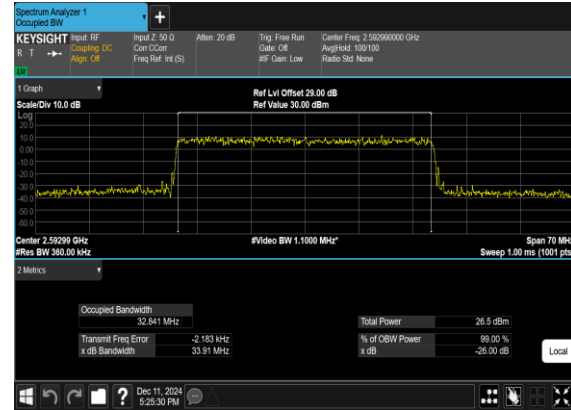 Spectrum Analyzer 1
Occupied BW
+
KEYSIGHT Input: RF Input Z: 50 Ω Atten: 20 dB Trig: Free Run Center Freq: 2.592990000 GHz
R T Coupling: DC Corr CCorr Gate: Off Avg|Hold: 100/100
Align: Off Freq Ref: Int (S) #IF Gain: Low Radio Std: None
LW
1 Graph
Ref Lvl Offset 29.00 dB
Scale/Div 10.0 dB Ref Value 30.00 dBm
Log
20.0
10.0
0.00
-10.0
-20.0
-30.0
-40.0
-50.0
-60.0
Center 2.59299 GHz #Video BW 1.1000 MHz* Span 70 MHz
#Res BW 360.00 kHz Sweep 1.00 ms (1001 pts
2 Metrics
Occupied Bandwidth
32.841 MHz Total Power 26.5 dBm
Transmit Freq Error -2.183 kHz % of OBW Power 99.00 %
x dB Bandwidth 33.91 MHz x dB -26.00 dB
Local
? Dec 11, 2024
5:25:30 PM